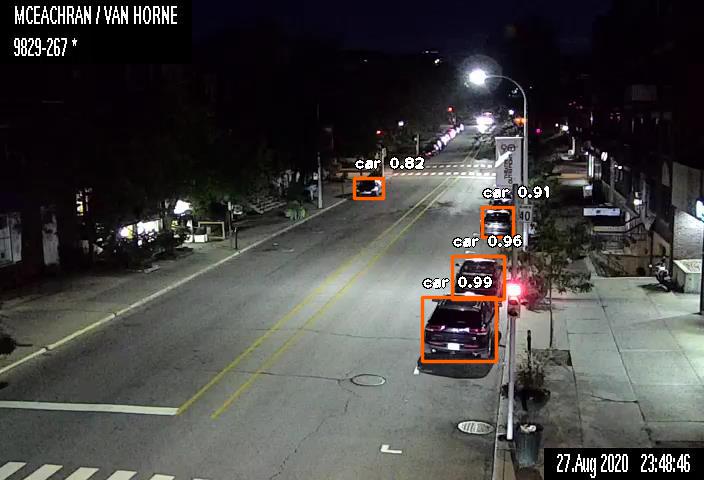 MCEACHRAN / VAN HORNE
9829-267 *
car 0.82
car 0.91
car 0.96
car 0.99
40
27.Aug 2020 23:48:46